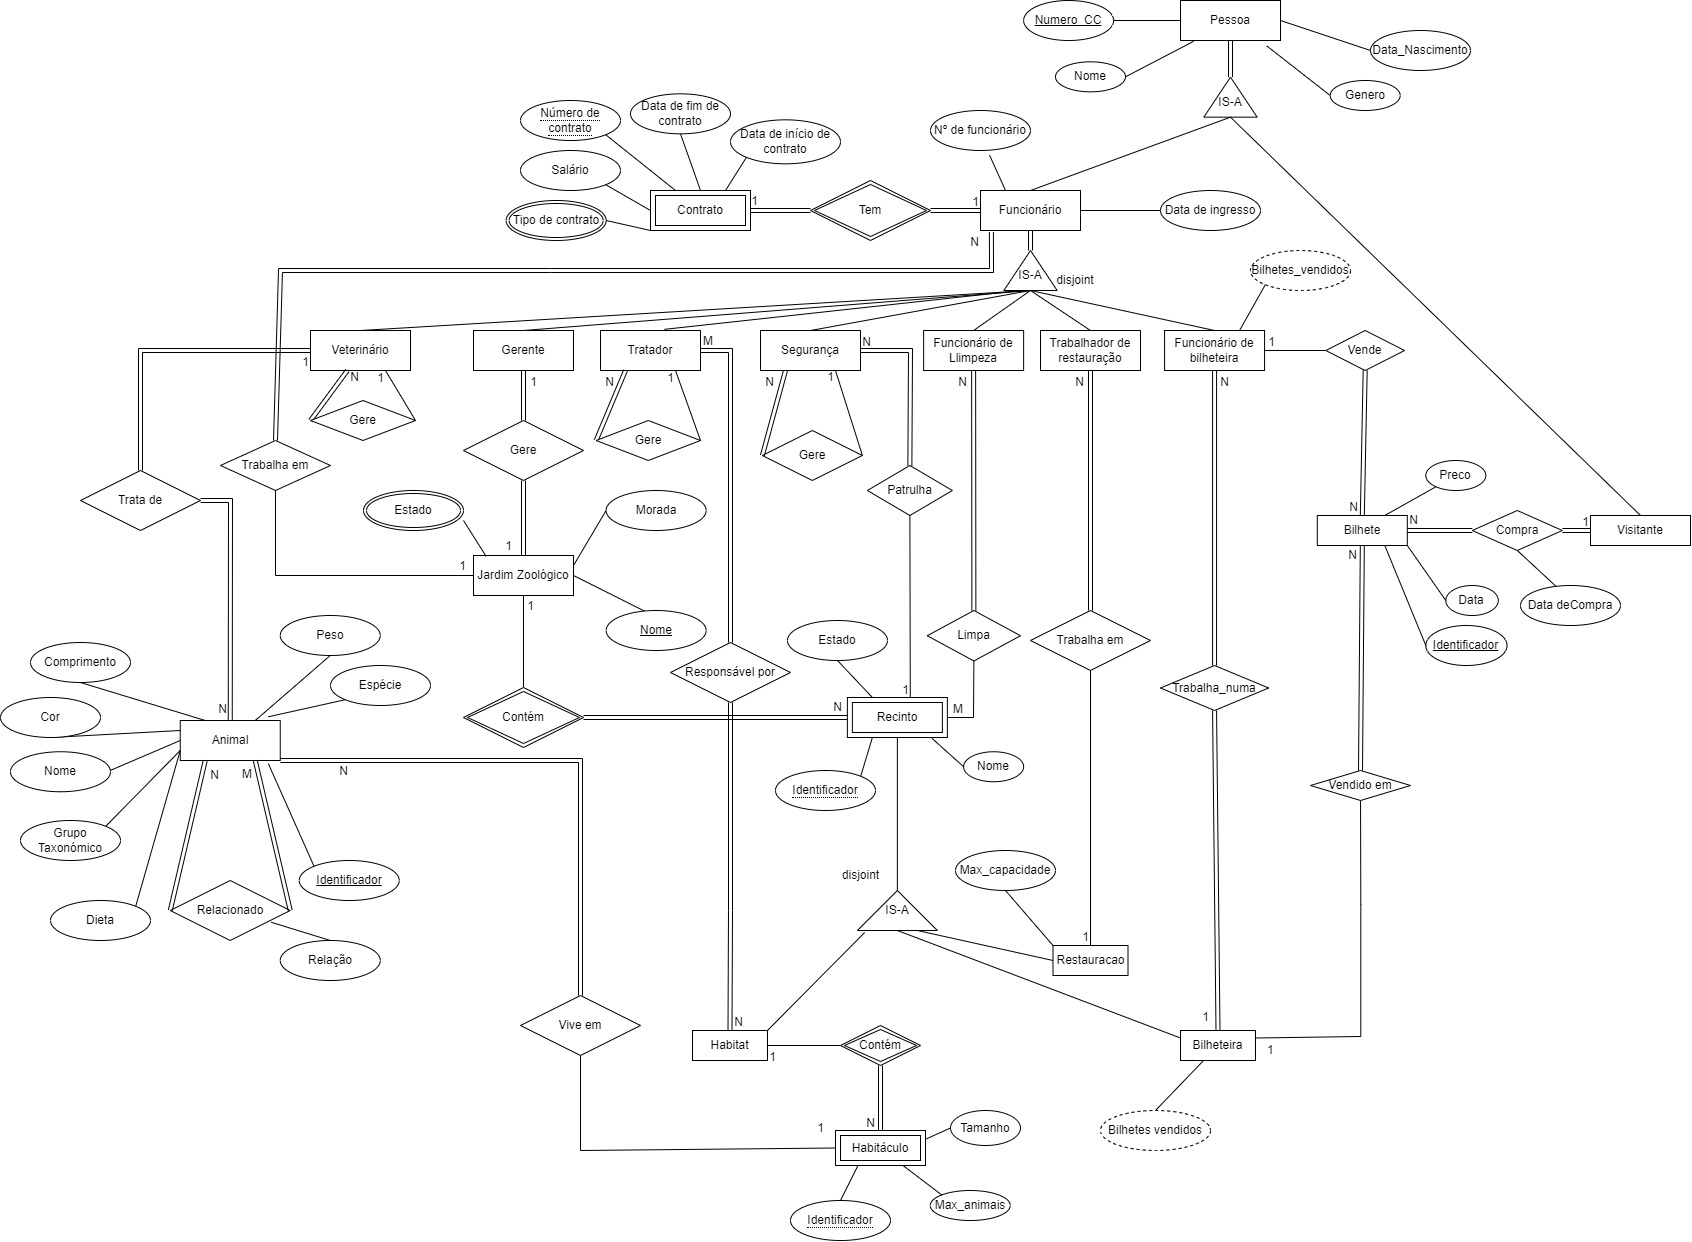 Numero_CC
Pessoa
Data_Nascimento
Nome
Genero
IS-A
Número de
contrato
Data de fim de
contrato
Data de início de
contrato
Nº de funcionário
Salário
Tipo de contrato
Contrato
1
Tem
1
Funcionário
Data de ingresso
N
IS-A
disjoint
Bilhetes_vendidos
Veterinário
Gerente
Tratador
M
Segurança
N
Funcionário de
Llimpeza
Trabalhador de
restauração
Funcionário de
bilheteira
1
Vende
1
N
1
Gere
1
N
1
Gere
N
1
Gere
N
N
N
Trabalha em
Gere
Trata de
Patrulha
Estado
Morada
Preco
N
Bilhete
N
Compra
1
Visitante
N
1
1
Jardim Zoológico
1
Nome
Data
Data deCompra
Identificador
Comprimento
Peso
Espécie
Cor
Nome
N
Animal
N
M
N
Grupo
Taxonómico
Dieta
Identificador
Relacionado
Relação
Responsável por
Contém
N
Estado
1
Recinto
M
Limpa
Trabalha em
Trabalha_numa
Nome
Identificador
Vendido em
disjoint
IS-A
Max_capacidade
1
Restauracao
Vive em
N
Habitat
1
Contém
1
Bilheteira
1
Bilhetes vendidos
1
N
Habitáculo
Tamanho
Max_animais
Identificador